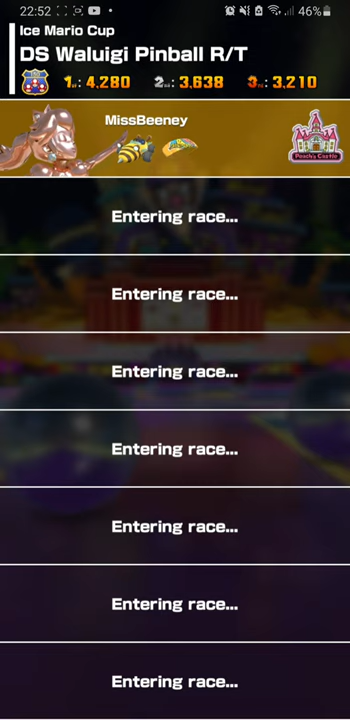 22:52 46%
Ice Mario Cup
DS Waluigi Pinball R/T
1st: 4,280 2nd: 3,638 3rd: 3,210
MissBeeney
Peach's Castle
Entering race...
Entering race...
Entering race...
Entering race...
Entering race...
Entering race...
Entering race...